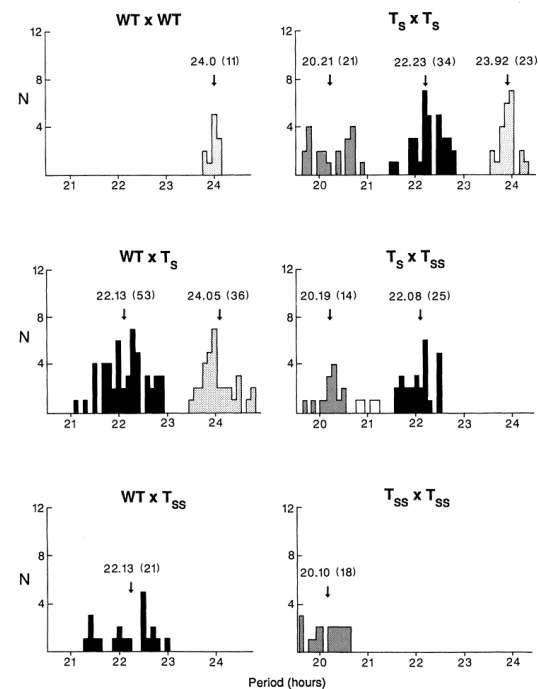 WT x WT
24.0 (11)
12
8
4
N
21 22 23 24
TS x TS
20.21 (21) 22.23 (34) 23.92 (23)
12
8
4
20 21 22 23 24
WT x TS
22.13 (53) 24.05 (36)
12
8
4
N
21 22 23 24
TS x TSS
20.19 (14) 22.08 (25)
12
8
4
20 21 22 23 24
WT x TSS
22.13 (21)
12
8
4
N
21 22 23 24
TSS x TSS
20.10 (18)
12
8
4
20 21 22 23 24
Period (hours)